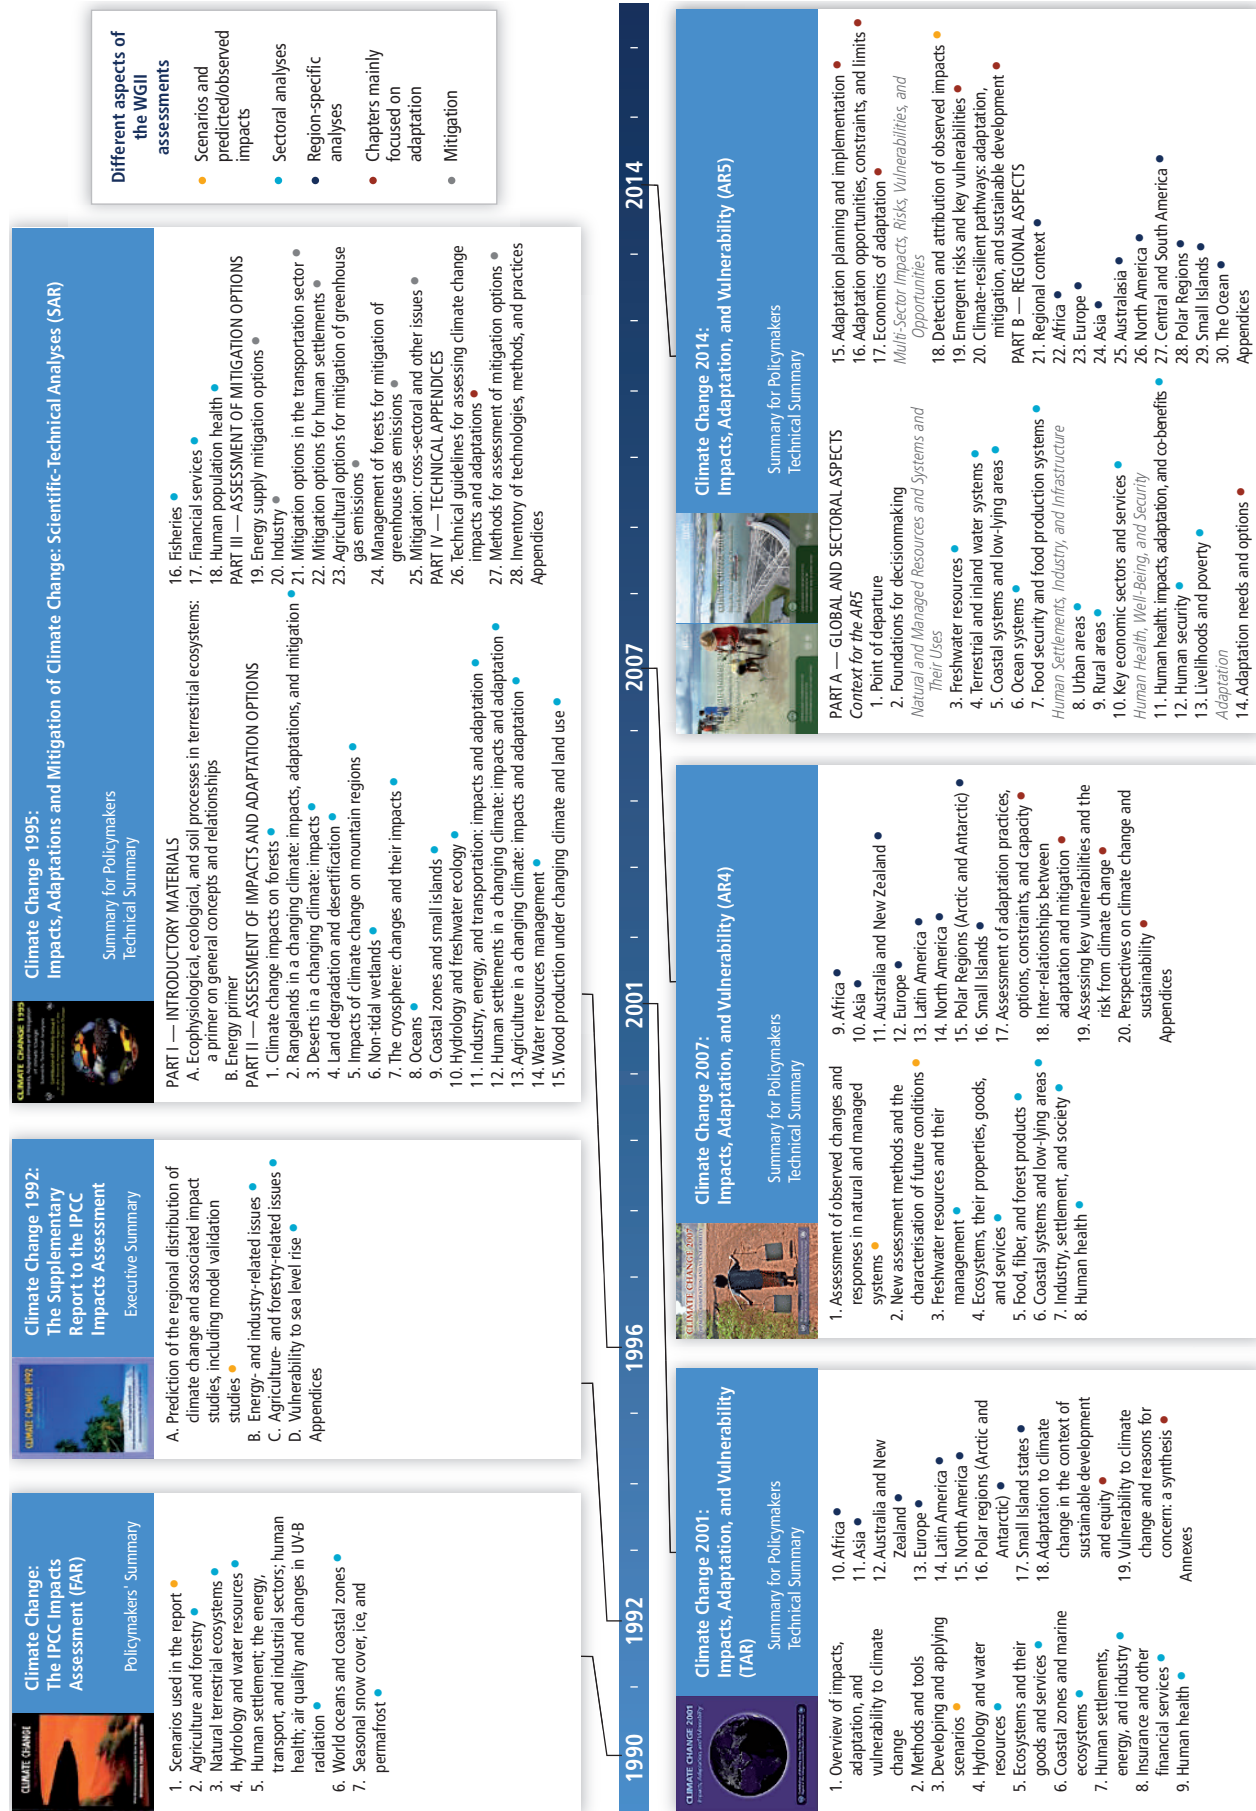 Climate Change:
The IPCC Impacts
Assessment (FAR)
Policymakers' Summary
1. Scenarios used in the report
2. Agriculture and forestry
3. Natural terrestrial ecosystems
4. Hydrology and water resources
5. Human settlement; the energy,
transport, and industrial sectors; human
health; air quality and changes in UV-B
radiation
6. World oceans and coastal zones
7. Seasonal snow cover, ice, and
permafrost
CLIMATE CHANGE
Climate Change 1992:
The Supplementary
Report to the IPCC
Impacts Assessment
Executive Summary
A. Prediction of the regional distribution of
climate change and associated impact
studies, including model validation
studies
B. Energy- and industry-related issues
C. Agriculture- and forestry-related issues
D. Vulnerability to sea level rise
Appendices
CLIMATE CHANGE 1992
Climate Change 1995:
Impacts, Adaptations and Mitigation of Climate Change: Scientific-Technical Analyses (SAR)
Summary for Policymakers
Technical Summary
CLIMATE CHANGE 1995
PART I — INTRODUCTORY MATERIALS
A. Ecophysiological, ecological, and soil processes in terrestrial ecosystems:
a primer on general concepts and relationships
B. Energy primer
PART II — ASSESSMENT OF IMPACTS AND ADAPTATION OPTIONS
1. Climate change impacts on forests
2. Rangelands in a changing climate: impacts, adaptations, and mitigation
3. Deserts in a changing climate: impacts
4. Land degradation and desertification
5. Impacts of climate change on mountain regions
6. Non-tidal wetlands
7. The cryosphere: changes and their impacts
8. Oceans
9. Coastal zones and small islands
10. Hydrology and freshwater ecology
11. Industry, energy, and transportation: impacts and adaptation
12. Human settlements in a changing climate: impacts and adaptation
13. Agriculture in a changing climate: impacts and adaptation
14. Water resources management
15. Wood production under changing climate and land use
16. Fisheries
17. Financial services
18. Human population health
PART III — ASSESSMENT OF MITIGATION OPTIONS
19. Energy supply mitigation options
20. Industry
21. Mitigation options in the transportation sector
22. Mitigation options for human settlements
23. Agricultural options for mitigation of greenhouse
gas emissions
24. Management of forests for mitigation of
greenhouse gas emissions
25. Mitigation: cross-sectoral and other issues
PART IV — TECHNICAL APPENDICES
26. Technical guidelines for assessing climate change
impacts and adaptations
27. Methods for assessment of mitigation options
28. Inventory of technologies, methods, and practices
Appendices
Different aspects of
the WGII
assessments
Scenarios and
predicted/observed
impacts
Sectoral analyses
Region-specific
analyses
Chapters mainly
focused on
adaptation
Mitigation
1990
1992
1996
2001
2007
2014
Climate Change 2001:
Impacts, Adaptation, and Vulnerability
(TAR)
Summary for Policymakers
Technical Summary
CLIMATE CHANGE 2001
1. Overview of impacts,
adaptation, and
vulnerability to climate
change
2. Methods and tools
3. Developing and applying
scenarios
4. Hydrology and water
resources
5. Ecosystems and their
goods and services
6. Coastal zones and marine
ecosystems
7. Human settlements,
energy, and industry
8. Insurance and other
financial services
9. Human health
10. Africa
11. Asia
12. Australia and New
Zealand
13. Europe
14. Latin America
15. North America
16. Polar regions (Arctic and
Antarctic)
17. Small Island states
18. Adaptation to climate
change in the context of
sustainable development
and equity
19. Vulnerability to climate
change and reasons for
concern: a synthesis
Annexes
Climate Change 2007:
Impacts, Adaptation, and Vulnerability (AR4)
Summary for Policymakers
Technical Summary
CLIMATE CHANGE 2007
1. Assessment of observed changes and
responses in natural and managed
systems
2. New assessment methods and the
characterisation of future conditions
3. Freshwater resources and their
management
4. Ecosystems, their properties, goods,
and services
5. Food, fiber, and forest products
6. Coastal systems and low-lying areas
7. Industry, settlement, and society
8. Human health
9. Africa
10. Asia
11. Australia and New Zealand
12. Europe
13. Latin America
14. North America
15. Polar Regions (Arctic and Antarctic)
16. Small Islands
17. Assessment of adaptation practices,
options, constraints, and capacity
18. Inter-relationships between
adaptation and mitigation
19. Assessing key vulnerabilities and the
risk from climate change
20. Perspectives on climate change and
sustainability
Appendices
Climate Change 2014:
Impacts, Adaptation, and Vulnerability (AR5)
Summary for Policymakers
Technical Summary
PART A — GLOBAL AND SECTORAL ASPECTS
Context for the AR5
1. Point of departure
2. Foundations for decisionmaking
Natural and Managed Resources and Systems and
Their Uses
3. Freshwater resources
4. Terrestrial and inland water systems
5. Coastal systems and low-lying areas
6. Ocean systems
7. Food security and food production systems
Human Settlements, Industry, and Infrastructure
8. Urban areas
9. Rural areas
10. Key economic sectors and services
Human Health, Well-Being, and Security
11. Human health: impacts, adaptation, and co-benefits
12. Human security
13. Livelihoods and poverty
Adaptation
14. Adaptation needs and options
15. Adaptation planning and implementation
16. Adaptation opportunities, constraints, and limits
17. Economics of adaptation
Multi-Sector Impacts, Risks, Vulnerabilities, and
Opportunities
18. Detection and attribution of observed impacts
19. Emergent risks and key vulnerabilities
20. Climate-resilient pathways: adaptation,
mitigation, and sustainable development
PART B — REGIONAL ASPECTS
21. Regional context
22. Africa
23. Europe
24. Asia
25. Australasia
26. North America
27. Central and South America
28. Polar Regions
29. Small Islands
30. The Ocean
Appendices